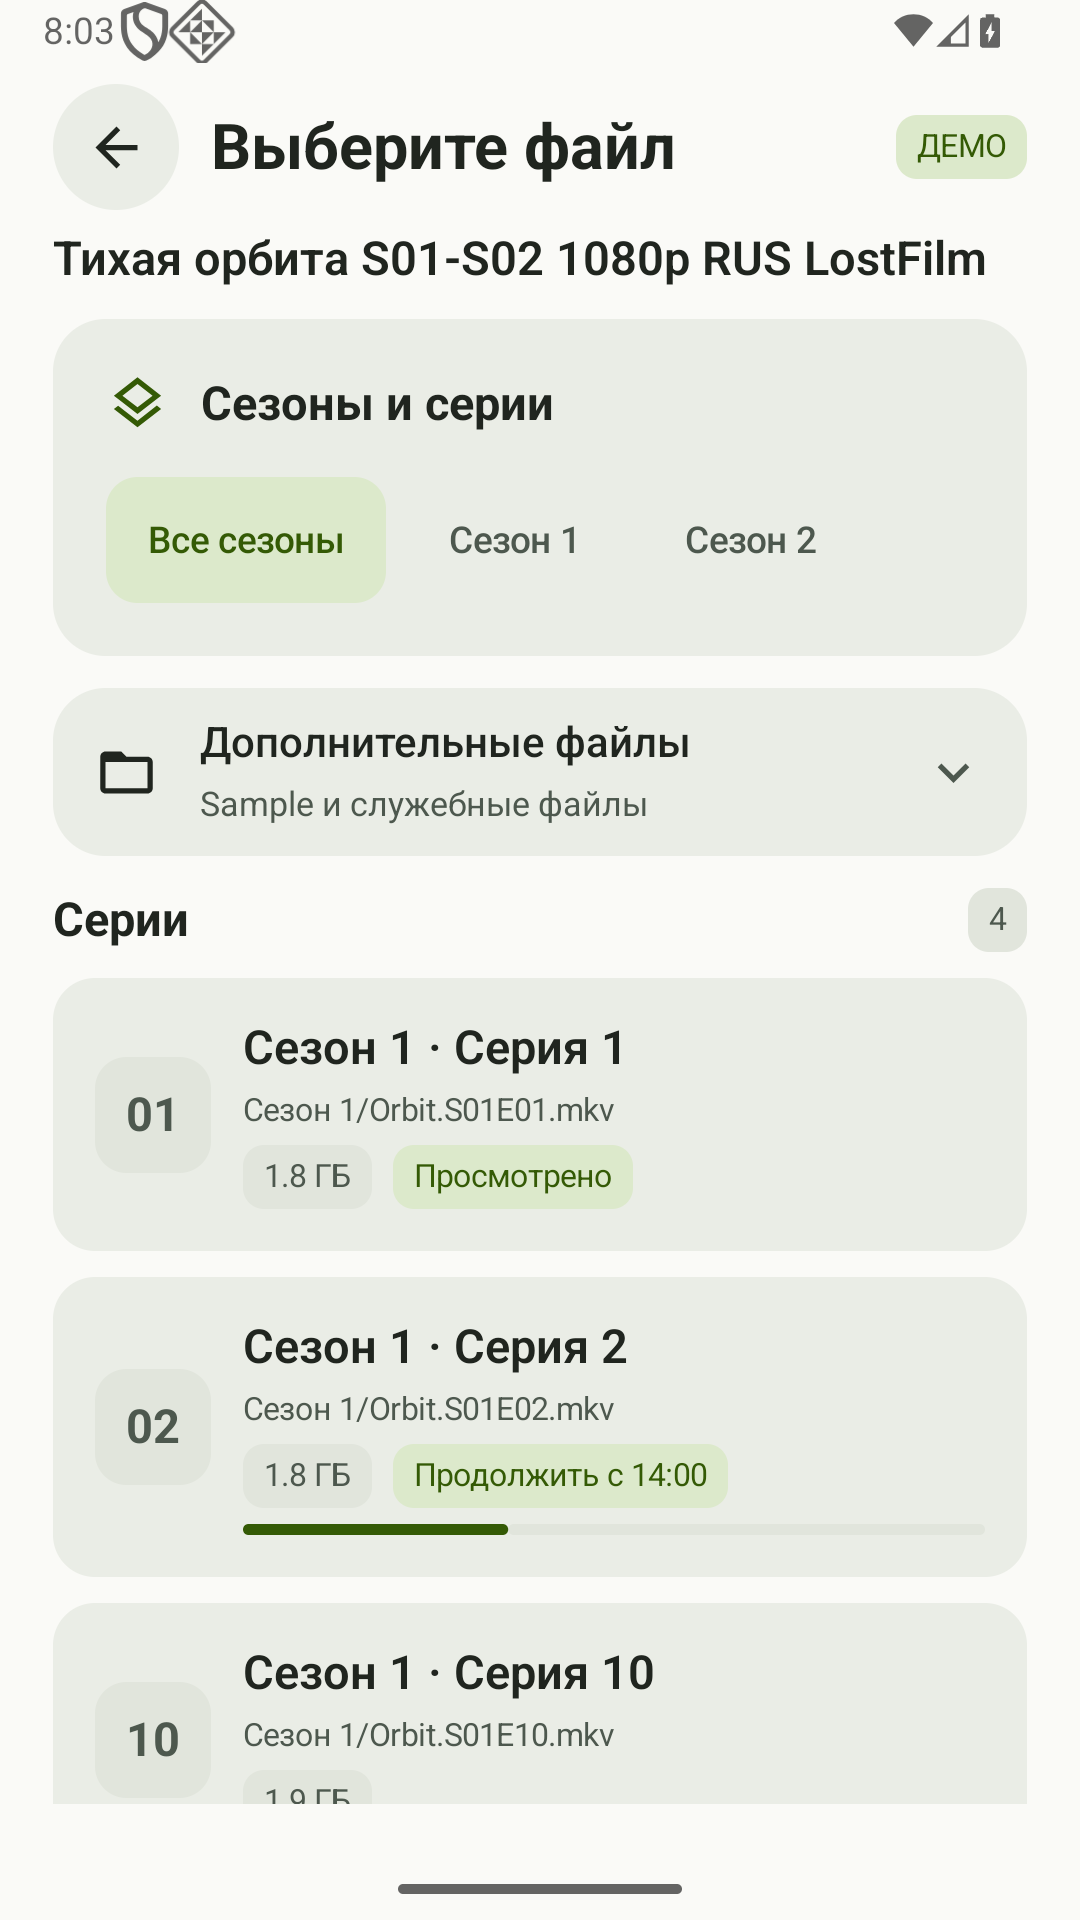 8:03
Выберите файл
ДЕМО
Тихая орбита S01-S02 1080p RUS LostFilm
Сезоны и серии
Все сезоны
Сезон 1
Сезон 2
Дополнительные файлы
Sample и служебные файлы
Серии
4
Сезон 1 · Серия 1
01
Сезон 1/Orbit.S01E01.mkv
1.8 ГБ
Просмотрено
Сезон 1 · Серия 2
02
Сезон 1/Orbit.S01E02.mkv
1.8 ГБ
Продолжить с 14:00
Сезон 1 · Серия 10
10
Сезон 1/Orbit.S01E10.mkv
1.9 ГБ